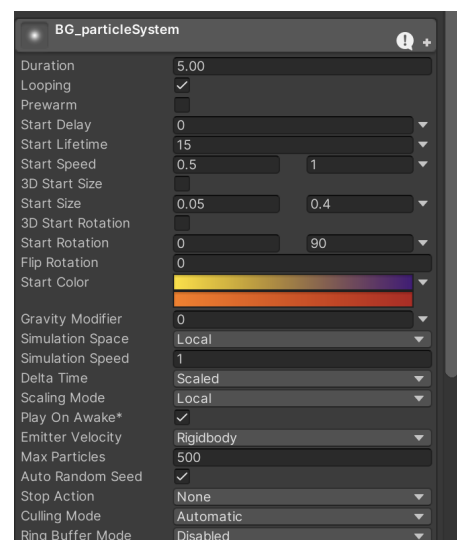 BG_particleSystem
Duration 5.00
Looping
Prewarm
Start Delay 0
Start Lifetime 15
Start Speed 0.5 1
3D Start Size
Start Size 0.05 0.4
3D Start Rotation
Start Rotation 0 90
Flip Rotation 0
Start Color
Gravity Modifier 0
Simulation Space Local
Simulation Speed 1
Delta Time Scaled
Scaling Mode Local
Play On Awake*
Emitter Velocity Rigidbody
Max Particles 500
Auto Random Seed
Stop Action None
Culling Mode Automatic
Ring Buffer Mode Disabled